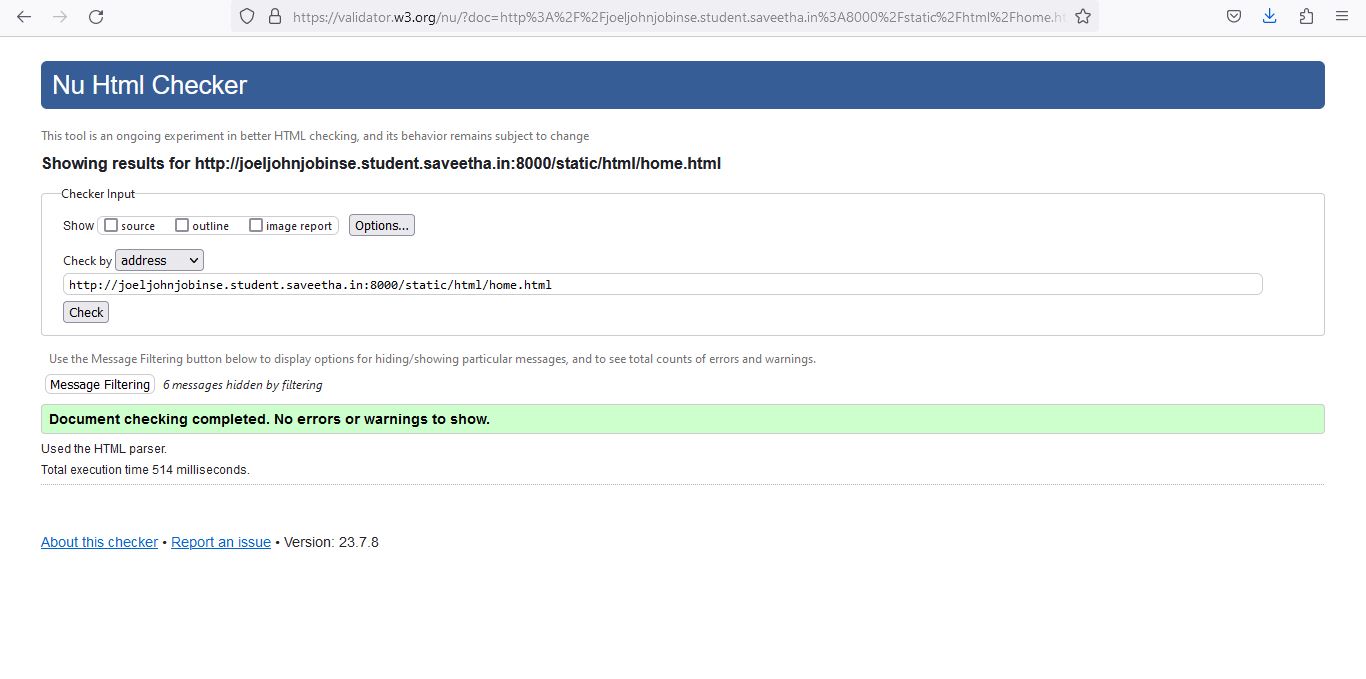 https://validator.w3.org/nu/?doc=http%3A%2F%2Fjoeljohnjobinse.student.saveetha.in%3A8000%2Fstatic%2Fhtml%2Fhome.ht
Nu Html Checker
This tool is an ongoing experiment in better HTML checking, and its behavior remains subject to change
Showing results for http://joeljohnjobinse.student.saveetha.in:8000/static/html/home.html
Checker Input
Show source outline image report Options...
Check by address
http://joeljohnjobinse.student.saveetha.in:8000/static/html/home.html
Check
Use the Message Filtering button below to display options for hiding/showing particular messages, and to see total counts of errors and warnings.
Message Filtering 6 messages hidden by filtering
Document checking completed. No errors or warnings to show.
Used the HTML parser.
Total execution time 514 milliseconds.
About this checker • Report an issue • Version: 23.7.8